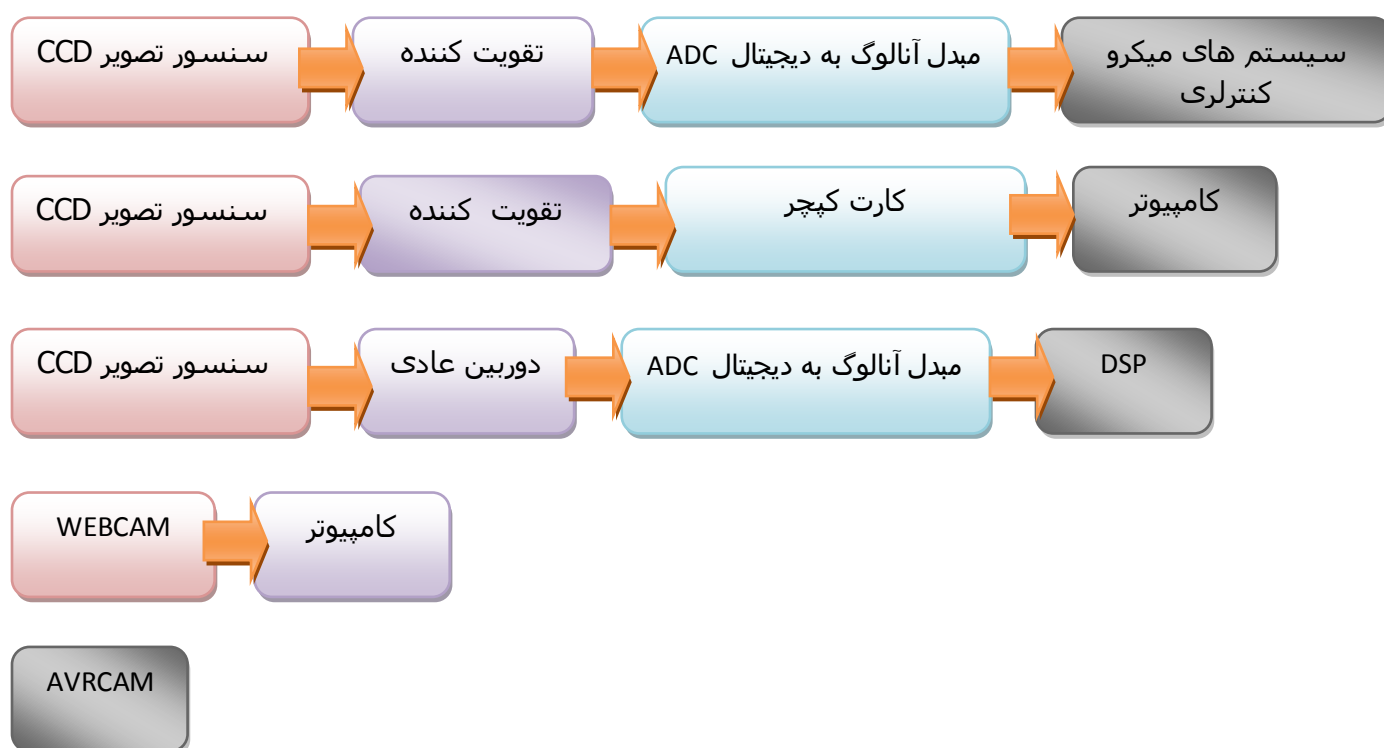 سنسور تصویر CCD
تقویت کننده
مبدل آنالوگ به دیجیتال ADC
سیستم های میکرو
کنترلری
سنسور تصویر CCD
تقویت کننده
کارت کپچر
کامپیوتر
سنسور تصویر CCD
دوربین عادی
مبدل آنالوگ به دیجیتال ADC
DSP
WEBCAM
کامپیوتر
AVRCAM